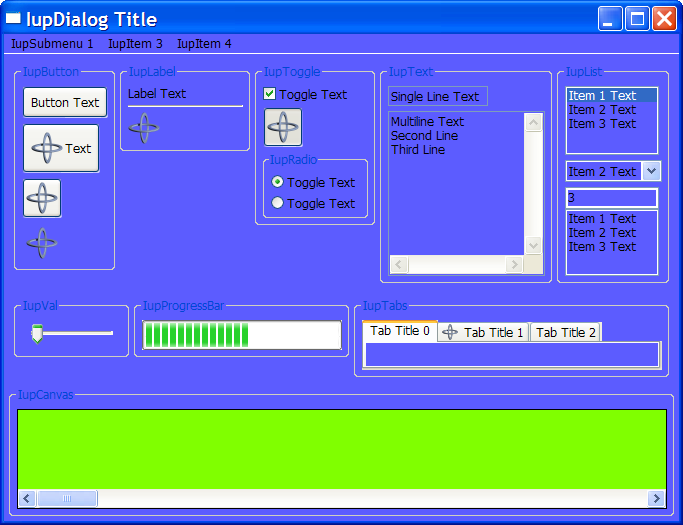 IupDialog Title
IupSubmenu 1 IupItem 3 IupItem 4
IupButton
Button Text
Text
IupLabel
Label Text
IupToggle
Toggle Text
IupRadio
Toggle Text
Toggle Text
IupText
Single Line Text
Multiline Text
Second Line
Third Line
IupList
Item 1 Text
Item 2 Text
Item 3 Text
Item 2 Text
3
Item 1 Text
Item 2 Text
Item 3 Text
IupVal
IupProgressBar
IupTabs
Tab Title 0 Tab Title 1 Tab Title 2
IupCanvas